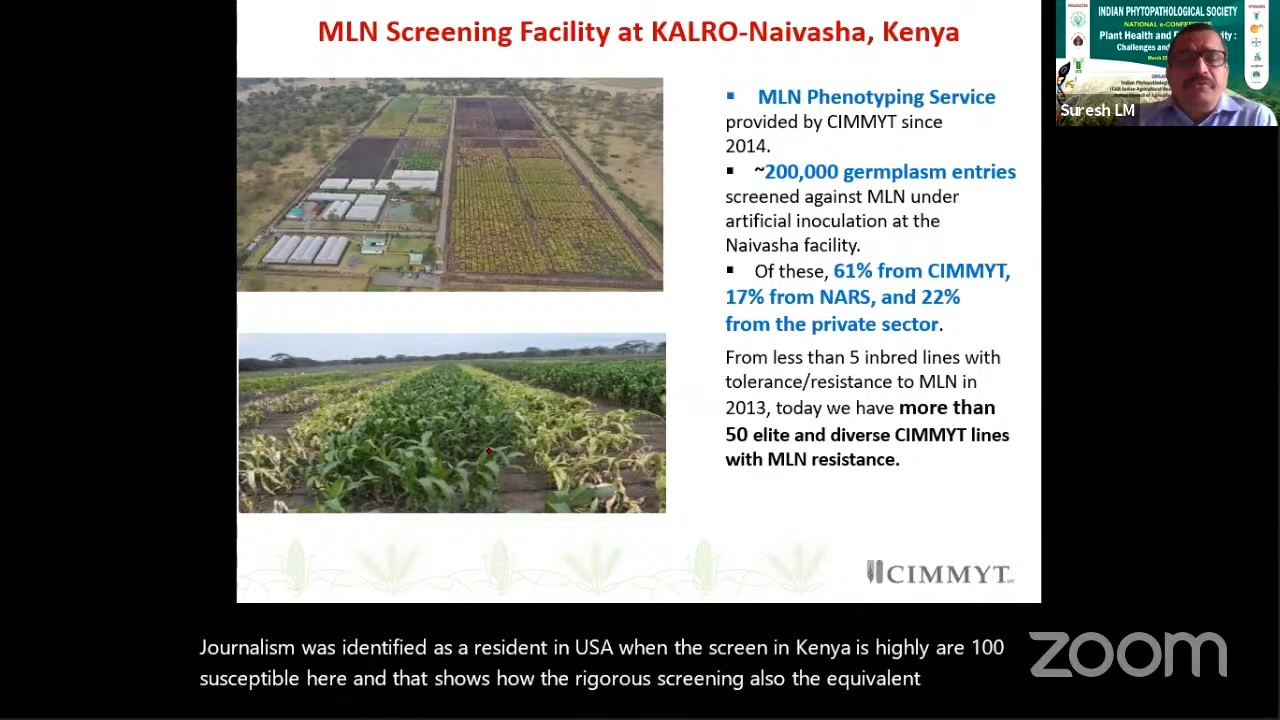 MLN Screening Facility at KALRO-Naivasha, Kenya
▪ MLN Phenotyping Service
provided by CIMMYT since
2014.
▪ ~200,000 germplasm entries
screened against MLN under
artificial inoculation at the
Naivasha facility.
▪ Of these, 61% from CIMMYT,
17% from NARS, and 22%
from the private sector.
From less than 5 inbred lines with
tolerance/resistance to MLN in
2013, today we have more than
50 elite and diverse CIMMYT lines
with MLN resistance.
CIMMYT
INDIAN PHYTOPATHOLOGICAL SOCIETY
NATIONAL
Plant Health and
Challenges and
March
Indian Phytopathological
Suresh LM
Journalism was identified as a resident in USA when the screen in Kenya is highly are 100
susceptible here and that shows how the rigorous screening also the equivalent
zoom